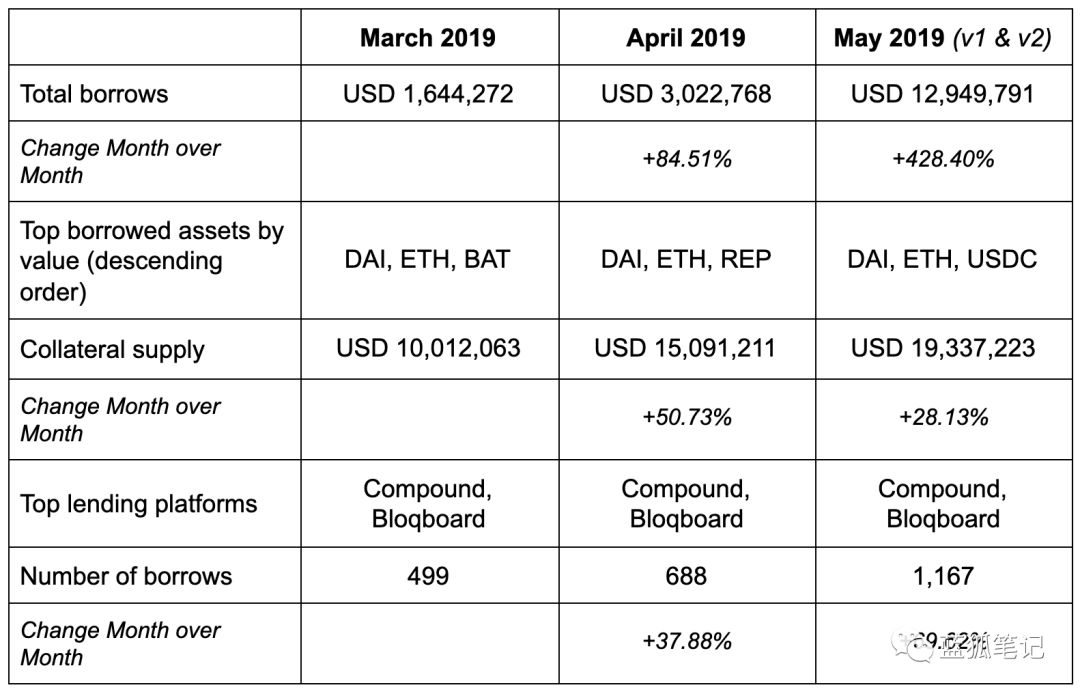 March 2019
April 2019
May 2019 (v1 & v2)
Total borrows
USD 1,644,272
USD 3,022,768
USD 12,949,791
Change Month over
Month
+84.51%
+428.40%
Top borrowed assets by
value (descending
order)
DAI, ETH, BAT
DAI, ETH, REP
DAI, ETH, USDC
Collateral supply
USD 10,012,063
USD 15,091,211
USD 19,337,223
Change Month over
Month
+50.73%
+28.13%
Top lending platforms
Compound,
Bloqboard
Compound,
Bloqboard
Compound,
Bloqboard
Number of borrows
499
688
1,167
Change Month over
Month
+37.88%
蓝狐笔记